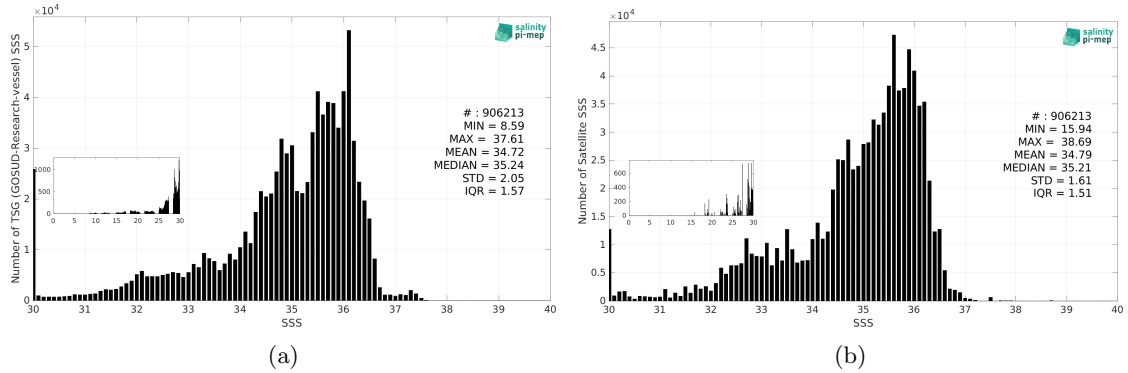 ×10⁴
salinity
pi-mep
Number of TSG (GOSUD-Research-vessel) SSS
5
4
3
2
1
0
# : 906213
MIN = 8.59
MAX = 37.61
MEAN = 34.72
MEDIAN = 35.24
STD = 2.05
IQR = 1.57
1000
500
0
0 5 10 15 20 25 30
30 31 32 33 34 35 36 37 38 39 40
SSS
(a)
×10⁴
salinity
pi-mep
Number of Satellite SSS
4.5
4
3.5
3
2.5
2
1.5
1
0.5
0
# : 906213
MIN = 15.94
MAX = 38.69
MEAN = 34.79
MEDIAN = 35.21
STD = 1.61
IQR = 1.51
600
400
200
0
0 5 10 15 20 25 30
30 31 32 33 34 35 36 37 38 39 40
SSS
(b)